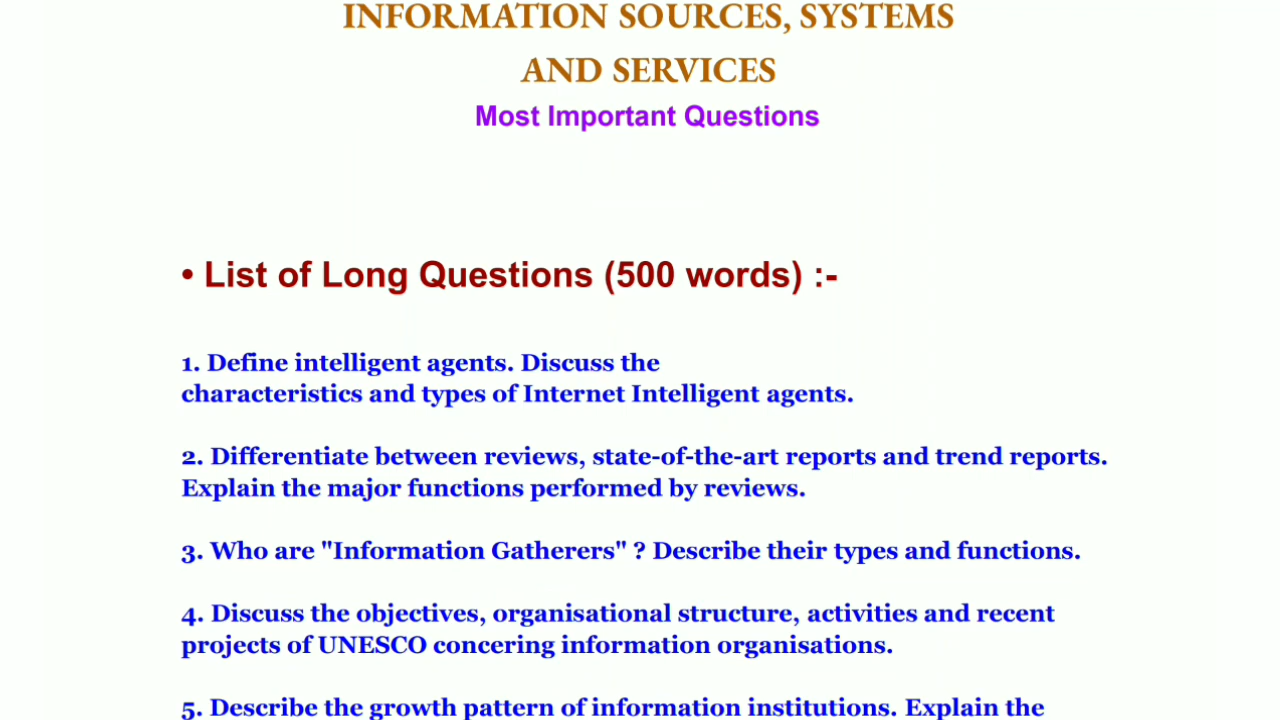 INFORMATION SOURCES, SYSTEMS
AND SERVICES
Most Important Questions
• List of Long Questions (500 words) :-
1. Define intelligent agents. Discuss the
characteristics and types of Internet Intelligent agents.
2. Differentiate between reviews, state-of-the-art reports and trend reports.
Explain the major functions performed by reviews.
3. Who are "Information Gatherers" ? Describe their types and functions.
4. Discuss the objectives, organisational structure, activities and recent
projects of UNESCO concering information organisations.
5. Describe the growth pattern of information institutions. Explain the